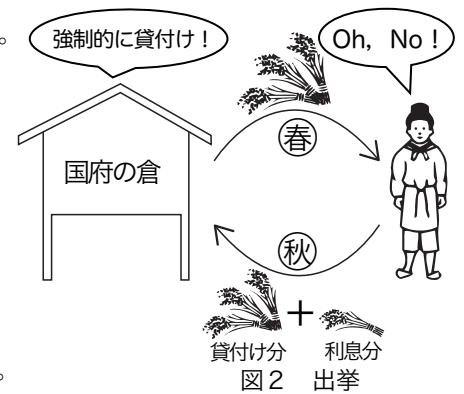 。
強制的に貸付け！
Oh, No！
国府の倉
春
秋
＋
貸付け分
利息分
図２　出挙
。